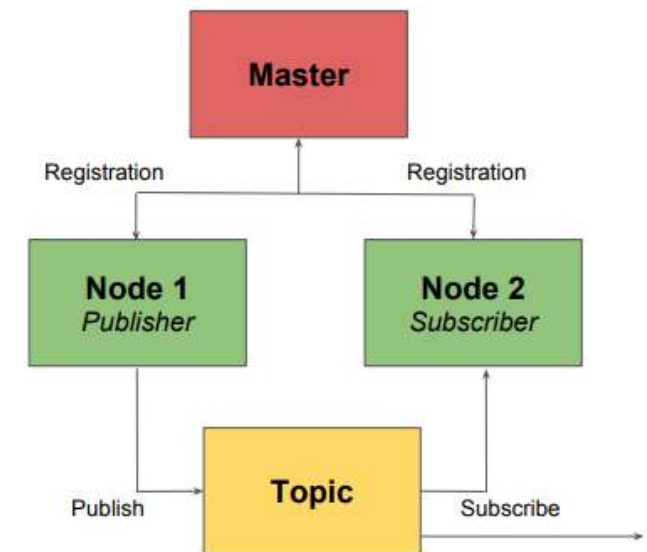 Master
Registration
Registration
Node 1
Publisher
Node 2
Subscriber
Topic
Publish
Subscribe